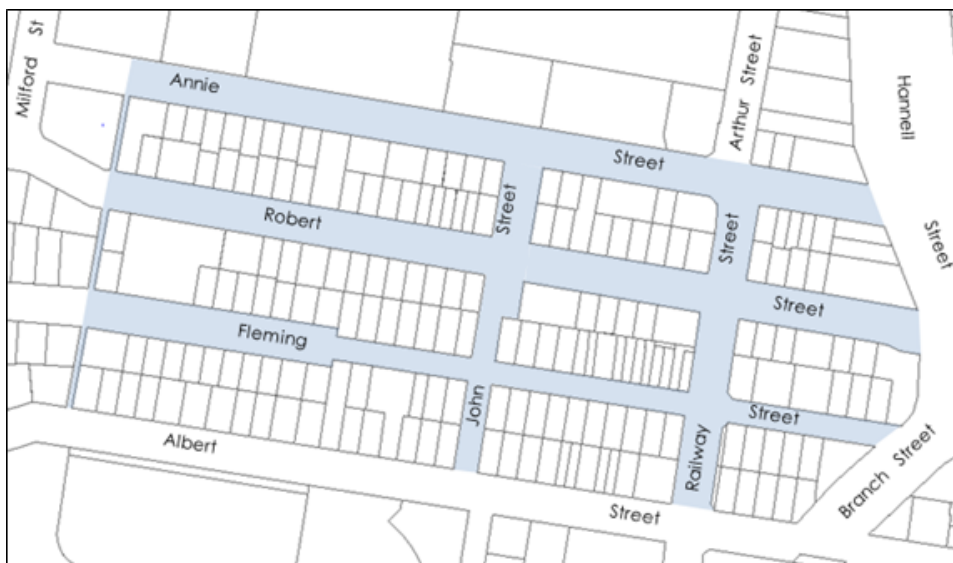 Milford St
Annie Street
Arthur Street
Hannell Street
Robert Street
John Street
Railway Street
Fleming Street
Albert Street
Branch Street